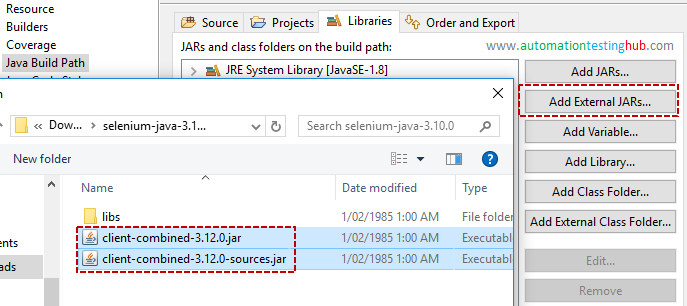 Resource
Builders
Coverage
Java Build Path
Source
Projects
Libraries
Order and Export
JARs and class folders on the build path:
www.automationtestinghub.com
JRE System Library [JavaSE-1.8]
Add JARs...
Add External JARs...
Add Variable...
Add Library...
Add Class Folder...
Add External Class Folder...
Edit...
Remove
« Dow... › selenium-java-3.1...
Search selenium-java-3.10.0
New folder
Name
Date modified
Type
libs
1/02/1985 1:00 AM
File folder
client-combined-3.12.0.jar
1/02/1985 1:00 AM
Executabl
client-combined-3.12.0-sources.jar
1/02/1985 1:00 AM
Executabl
ents
ads